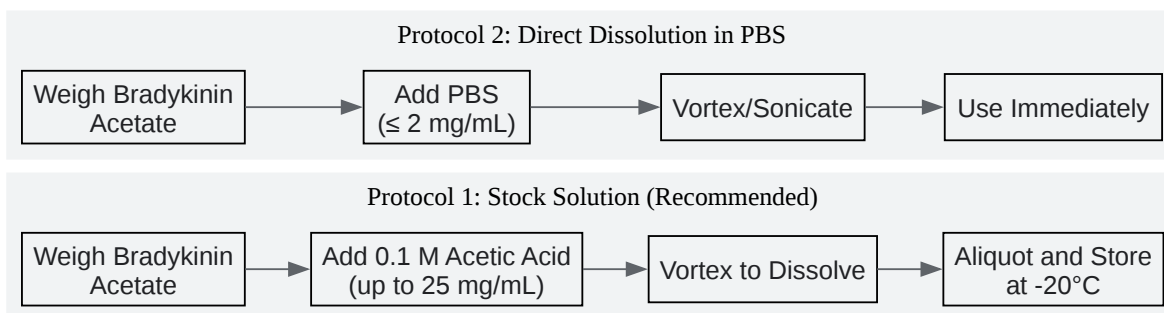 Protocol 2: Direct Dissolution in PBS
Weigh Bradykinin
Acetate
Add PBS
(≤ 2 mg/mL)
Vortex/Sonicate
Use Immediately
Protocol 1: Stock Solution (Recommended)
Weigh Bradykinin
Acetate
Add 0.1 M Acetic Acid
(up to 25 mg/mL)
Vortex to Dissolve
Aliquot and Store
at -20°C